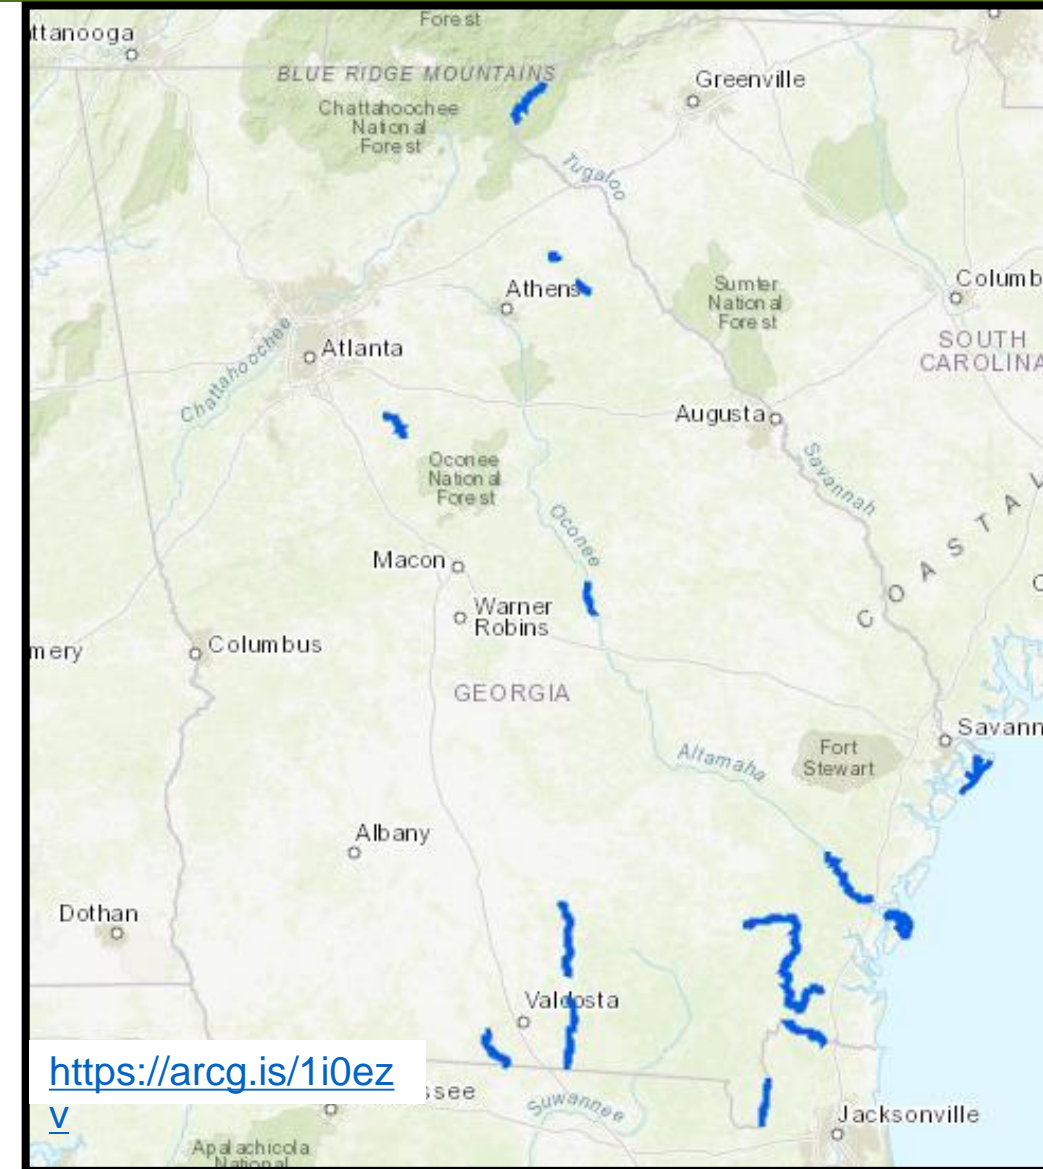 ttanooga
Forest
BLUE RIDGE MOUNTAINS
Greenville
Chattahoochee
National
Forest
Tugaloo
Athens
Sumter
National
Forest
Columb
SOUTH
CAROLINA
Chattahoochee
Atlanta
Augusta
Oconee
National
Forest
Savannah
COASTAL
Oconee
Macon
Warner
Robins
C
mery
Columbus
GEORGIA
Savann
Altamaha
Fort
Stewart
Albany
Dothan
Valdosta
https://arcg.is/1i0ez
v
ssee
Suwannee
Jacksonville
Apalachicola
National